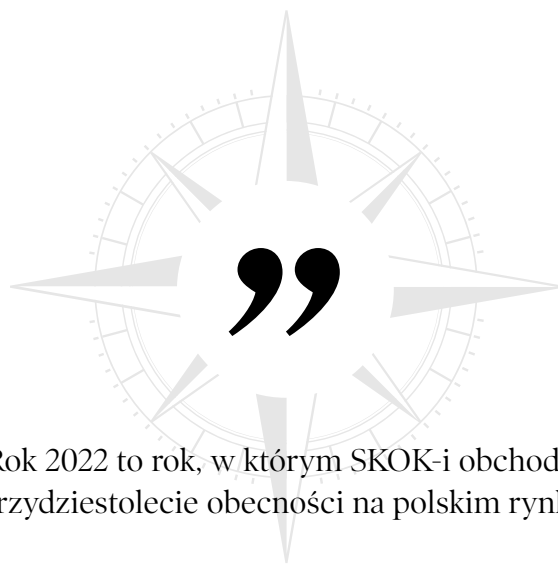 ”
Rok 2022 to rok, w którym SKOK-i obchod
rzydziestolecie obecności na polskim rynk